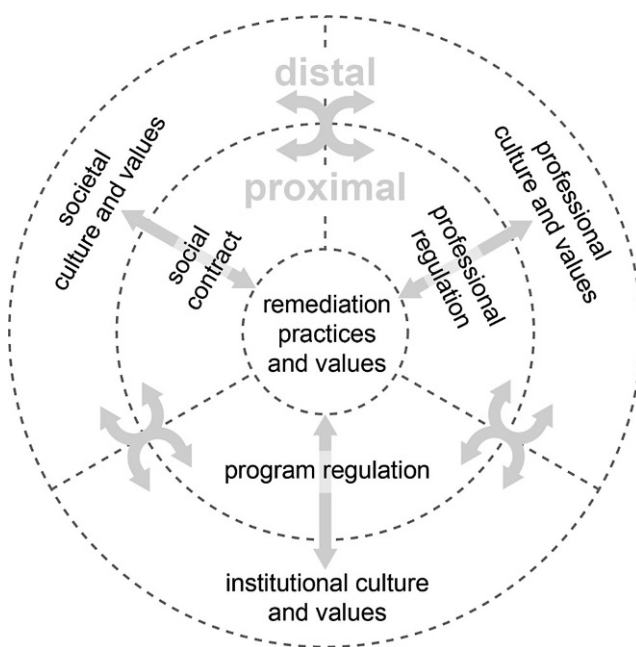 distal
proximal
societal
culture and values
social
contract
professional
culture and values
professional
regulation
remediation
practices
and values
program regulation
institutional culture
and values